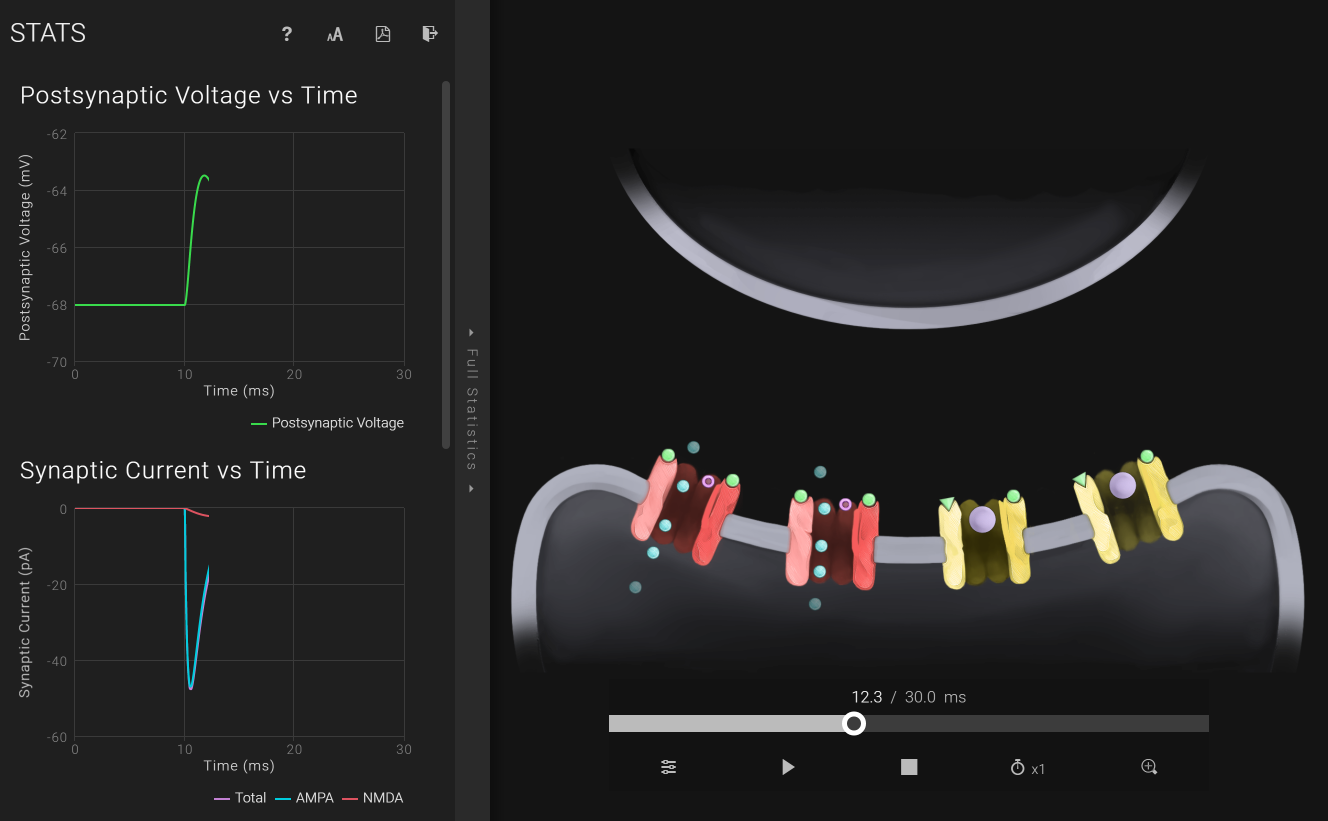 STATS
? AA
Postsynaptic Voltage vs Time
Postsynaptic Voltage (mV)
-62
-64
-66
-68
-70
0 10 20 30
Time (ms)
Postsynaptic Voltage
Synaptic Current vs Time
Synaptic Current (pA)
0
-20
-40
-60
0 10 20 30
Time (ms)
Total AMPA NMDA
Full Statistics
12.3 / 30.0 ms
x1